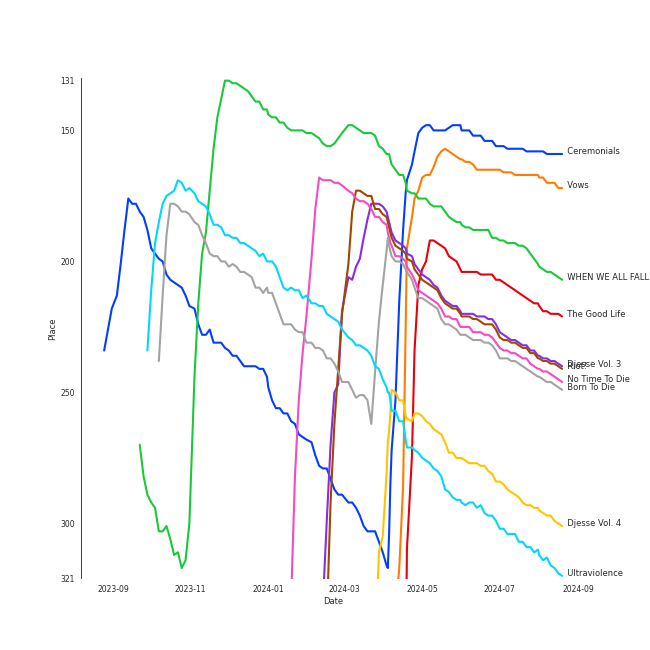 131
150
200
250
300
321
Place
2023-09
2023-11
2024-01
2024-03
2024-05
2024-07
2024-09
Date
Ceremonials
Vows
WHEN WE ALL FALL
The Good Life
Djesse Vol. 3
No Time To Die
Born To Die
Djesse Vol. 4
Ultraviolence